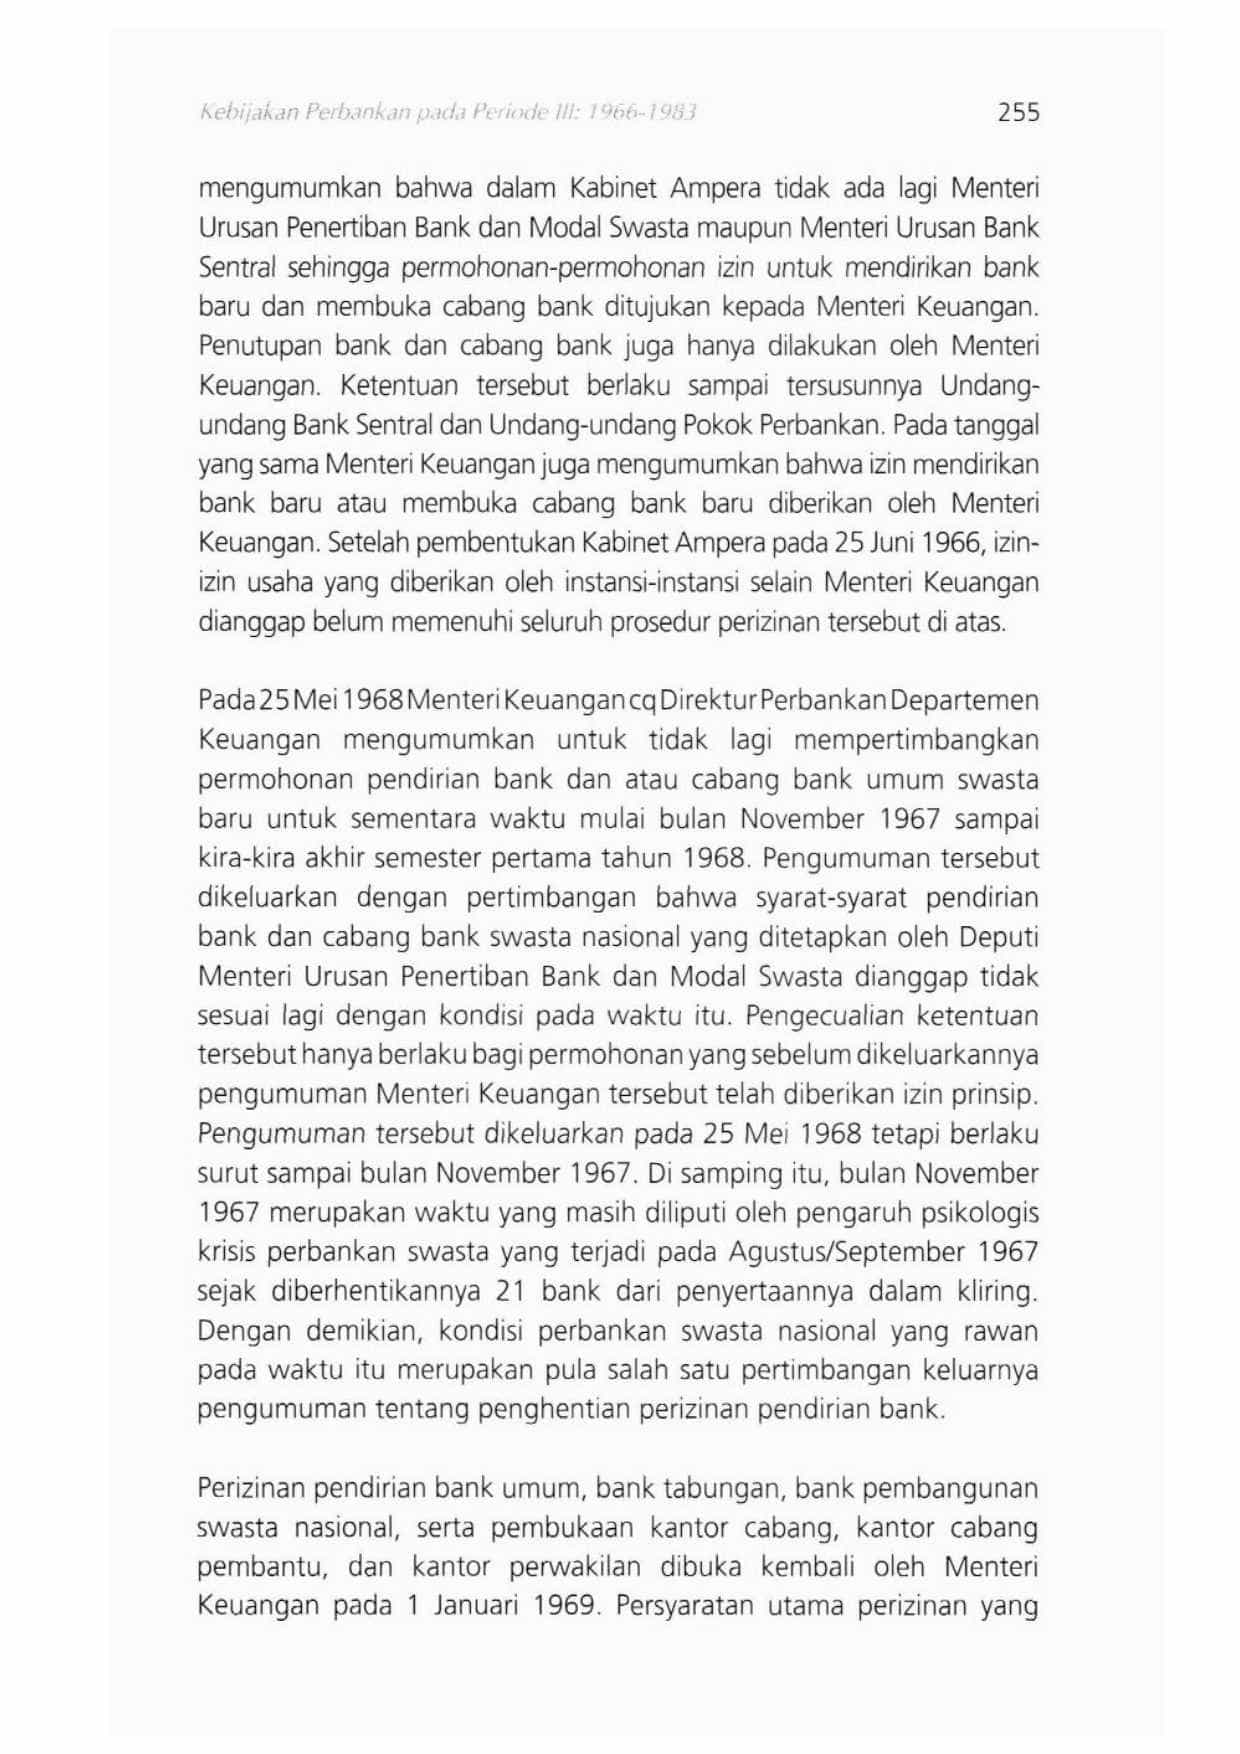 Kebijakan Perbankan pada Periode III: 1966-1983 255
mengumumkan bahwa dalam Kabinet Ampera tidak ada lagi Menteri
Urusan Penertiban Bank dan Modal Swasta maupun Menteri Urusan Bank
Sentral sehingga permohonan-permohonan izin untuk mendirikan bank
baru dan membuka cabang bank ditujukan kepada Menteri Keuangan.
Penutupan bank dan cabang bank juga hanya dilakukan oleh Menteri
Keuangan. Ketentuan tersebut berlaku sampai tersusunnya Undang-
undang Bank Sentral dan Undang-undang Pokok Perbankan. Pada tanggal
yang sama Menteri Keuangan juga mengumumkan bahwa izin mendirikan
bank baru atau membuka cabang bank baru diberikan oleh Menteri
Keuangan. Setelah pembentukan Kabinet Ampera pada 25 Juni 1966, izin-
izin usaha yang diberikan oleh instansi-instansi selain Menteri Keuangan
dianggap belum memenuhi seluruh prosedur perizinan tersebut di atas.
Pada 25 Mei 1968 Menteri Keuangan cq Direktur Perbankan Departemen
Keuangan mengumumkan untuk tidak lagi mempertimbangkan
permohonan pendirian bank dan atau cabang bank umum swasta
baru untuk sementara waktu mulai bulan November 1967 sampai
kira-kira akhir semester pertama tahun 1968. Pengumuman tersebut
dikeluarkan dengan pertimbangan bahwa syarat-syarat pendirian
bank dan cabang bank swasta nasional yang ditetapkan oleh Deputi
Menteri Urusan Penertiban Bank dan Modal Swasta dianggap tidak
sesuai lagi dengan kondisi pada waktu itu. Pengecualian ketentuan
tersebut hanya berlaku bagi permohonan yang sebelum dikeluarkannya
pengumuman Menteri Keuangan tersebut telah diberikan izin prinsip.
Pengumuman tersebut dikeluarkan pada 25 Mei 1968 tetapi berlaku
surut sampai bulan November 1967. Di samping itu, bulan November
1967 merupakan waktu yang masih diliputi oleh pengaruh psikologis
krisis perbankan swasta yang terjadi pada Agustus/September 1967
sejak diberhentikannya 21 bank dari penyertaannya dalam kliring.
Dengan demikian, kondisi perbankan swasta nasional yang rawan
pada waktu itu merupakan pula salah satu pertimbangan keluarnya
pengumuman tentang penghentian perizinan pendirian bank.
Perizinan pendirian bank umum, bank tabungan, bank pembangunan
swasta nasional, serta pembukaan kantor cabang, kantor cabang
pembantu, dan kantor perwakilan dibuka kembali oleh Menteri
Keuangan pada 1 Januari 1969. Persyaratan utama perizinan yang